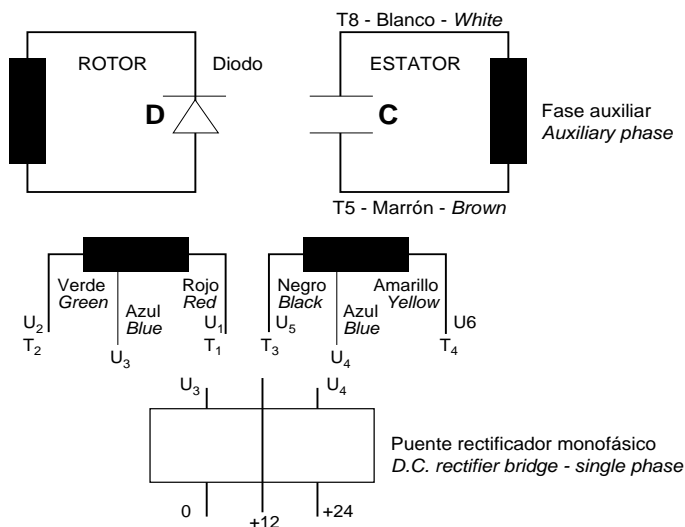 T8 - Blanco - White
ROTOR
Diodo
ESTATOR
D
C
Fase auxiliar
Auxiliary phase
T5 - Marrón - Brown
Verde
Green
Rojo
Red
Azul
Blue
U2
T2
U3
U1
T1
Negro
Black
Amarillo
Yellow
Azul
Blue
U5
T3
U4
U6
T4
U3
U4
Puente rectificador monofásico
D.C. rectifier bridge - single phase
0
+12
+24